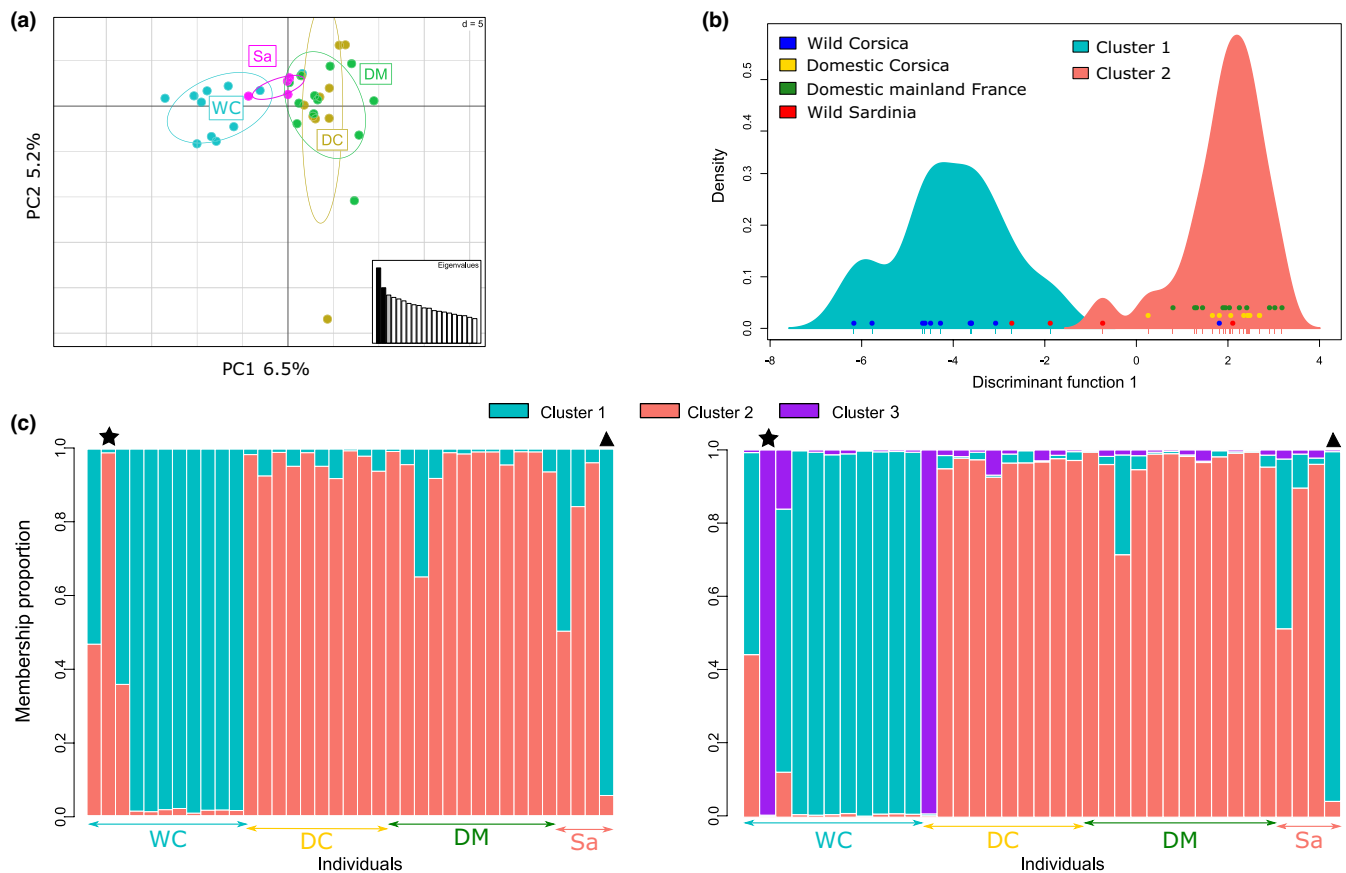 (a)
d = 5
Sa
DM
WC
DC
PC2 5.2%
Eigenvalues
PC1 6.5%
(b)
Wild Corsica
Domestic Corsica
Domestic mainland France
Wild Sardinia
Cluster 1
Cluster 2
Density
0.5
0.4
0.3
0.2
0.1
0.0
-8 -6 -4 -2 0 2 4
Discriminant function 1
(c)
Cluster 1 Cluster 2 Cluster 3
Membership proportion
1.0
0.8
0.6
0.4
0.2
0.0
WC DC DM Sa
Individuals
1.0
0.8
0.6
0.4
0.2
0.0
WC DC DM Sa
Individuals